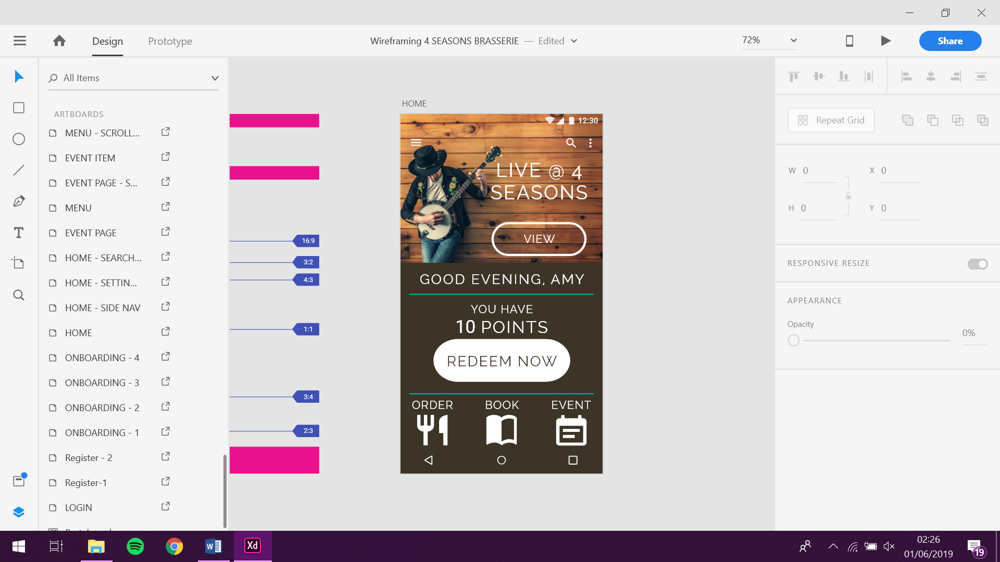 Design
Prototype
Wireframing 4 SEASONS BRASSERIE — Edited
72%
Share
All Items
ARTBOARDS
MENU - SCROLL...
EVENT ITEM
EVENT PAGE - S...
MENU
EVENT PAGE
HOME - SEARCH...
HOME - SETTIN...
HOME - SIDE NAV
HOME
ONBOARDING - 4
ONBOARDING - 3
ONBOARDING - 2
ONBOARDING - 1
Register - 2
Register-1
LOGIN
16:9
3:2
4:3
1:1
3:4
2:3
HOME
12:30
LIVE @ 4
SEASONS
VIEW
GOOD EVENING, AMY
YOU HAVE
10 POINTS
REDEEM NOW
ORDER BOOK EVENT
Repeat Grid
W 0 X 0
H 0 Y 0
RESPONSIVE RESIZE
APPEARANCE
Opacity
0%
W
Xd
02:26
01/06/2019
19